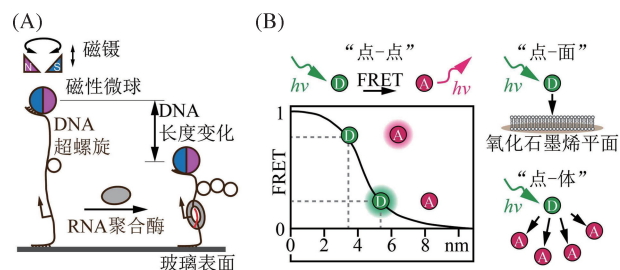 (A)
磁镊
N S
磁性微球
DNA
超螺旋
DNA
长度变化
RNA聚合酶
玻璃表面
(B)
“点-点”
hν D FRET A hν
1
FRET
D A
D A
0
0 2 4 6 8 nm
“点-面”
hν D
氧化石墨烯平面
“点-体”
hν D
A A A A